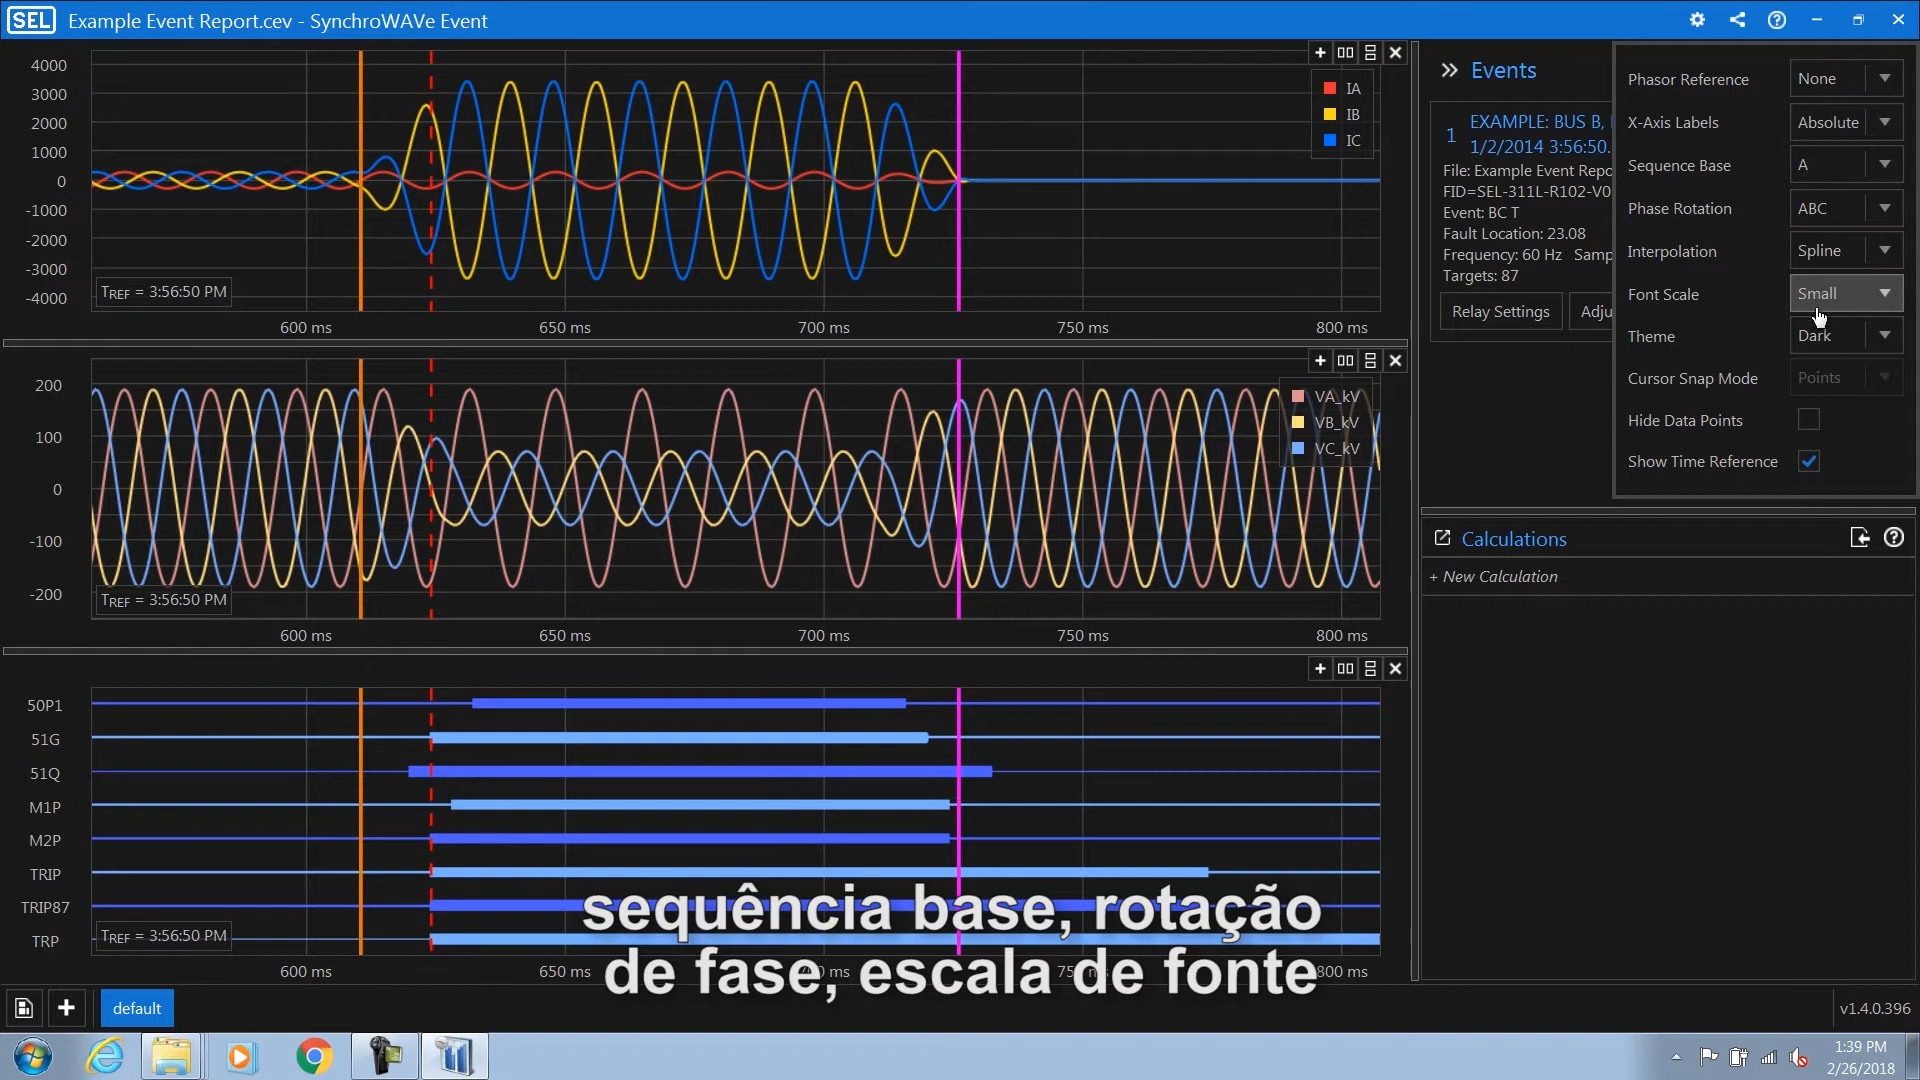 SEL Example Event Report.cev - SynchroWAVe Event
4000
3000
2000
1000
0
-1000
-2000
-3000
-4000
IA
IB
IC
TREF = 3:56:50 PM
600 ms 650 ms 700 ms 750 ms 800 ms
200
100
0
-100
-200
VA_kV
VB_kV
VC_kV
TREF = 3:56:50 PM
600 ms 650 ms 700 ms 750 ms 800 ms
50P1
51G
51Q
M1P
M2P
TRIP
TRIP87
TRP
TREF = 3:56:50 PM
600 ms 650 ms 800 ms
sequência base, rotação
de fase, escala de fonte
Events
1 EXAMPLE: BUS B,
1/2/2014 3:56:50.
File: Example Event Repo
FID=SEL-311L-R102-V0
Event: BC T
Fault Location: 23.08
Frequency: 60 Hz Samp
Targets: 87
Relay Settings Adju
Phasor Reference None
X-Axis Labels Absolute
Sequence Base A
Phase Rotation ABC
Interpolation Spline
Font Scale Small
Theme Dark
Cursor Snap Mode Points
Hide Data Points
Show Time Reference
Calculations
+ New Calculation
default
v1.4.0.396
1:39 PM
2/26/2018